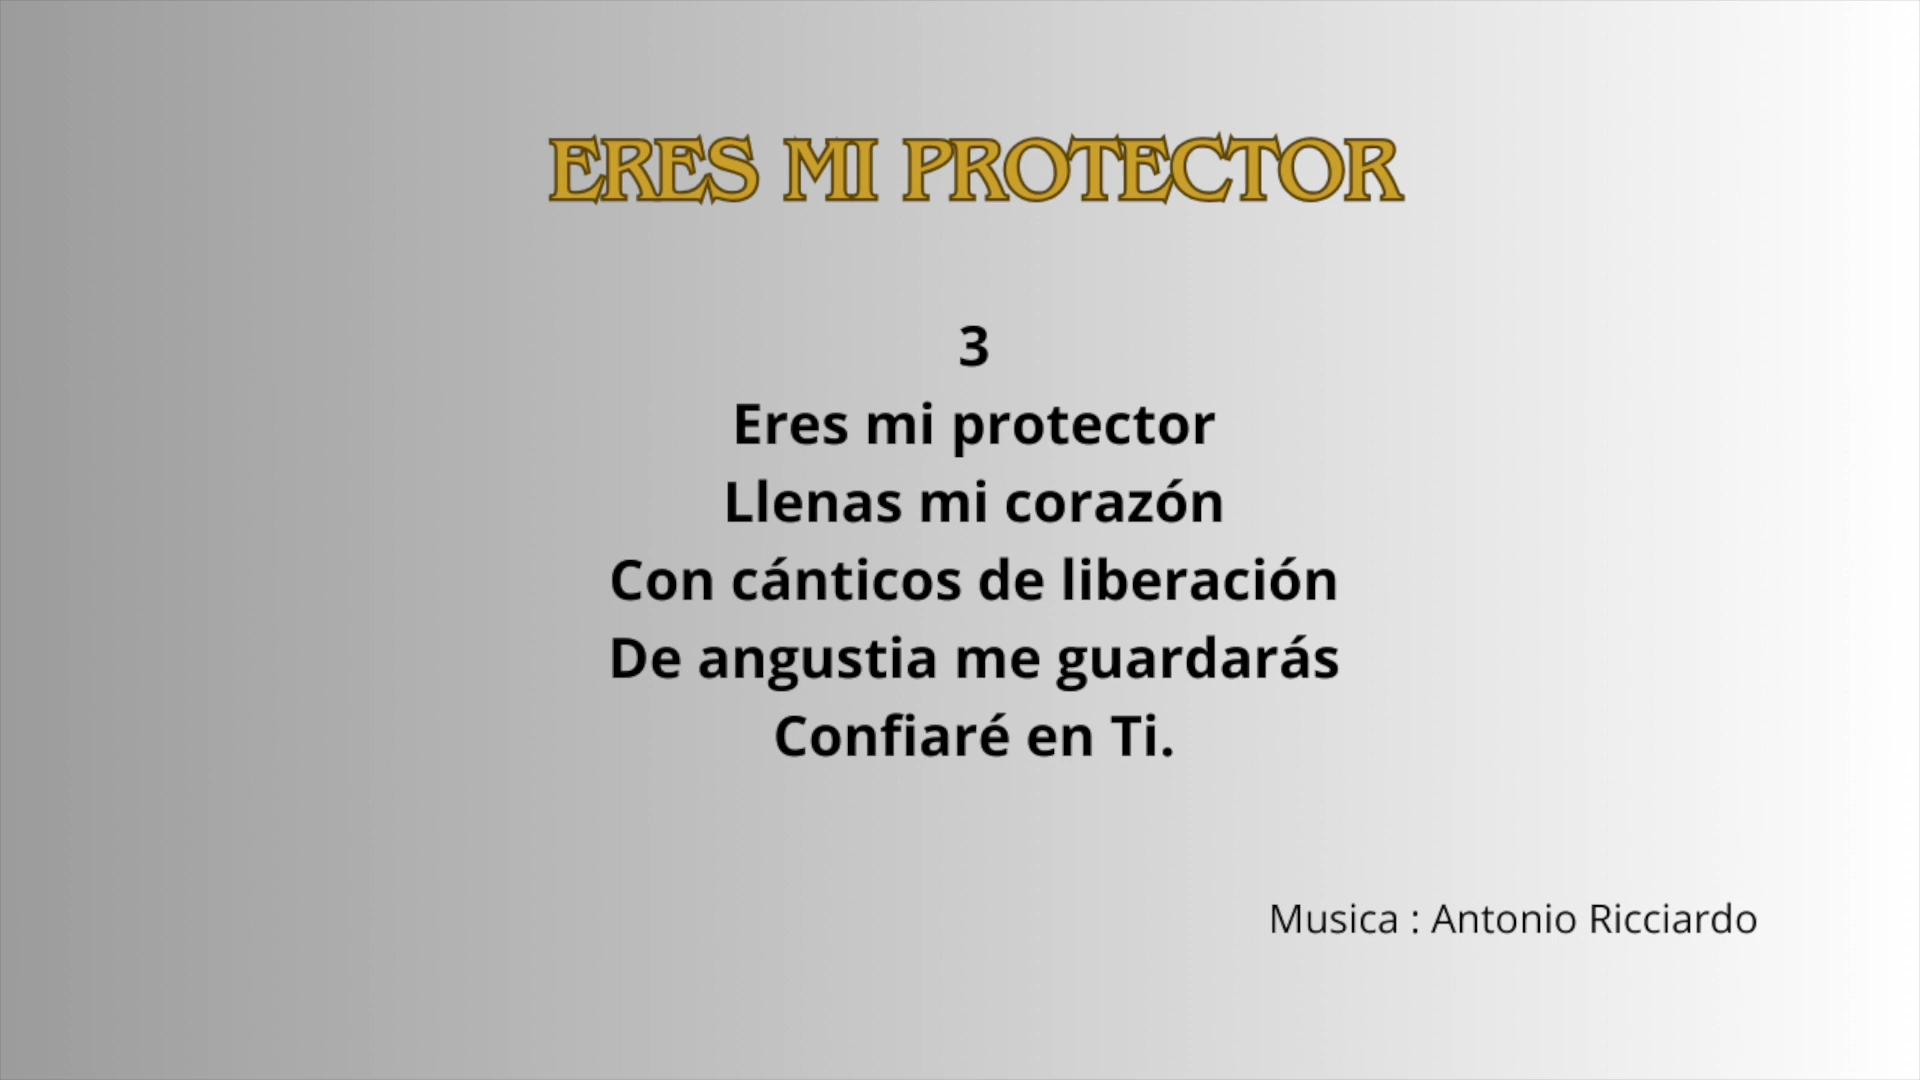 ERES MI PROTECTOR
3
Eres mi protector
Llenas mi corazón
Con cánticos de liberación
De angustia me guardarás
Confiaré en Ti.
Musica : Antonio Ricciardo